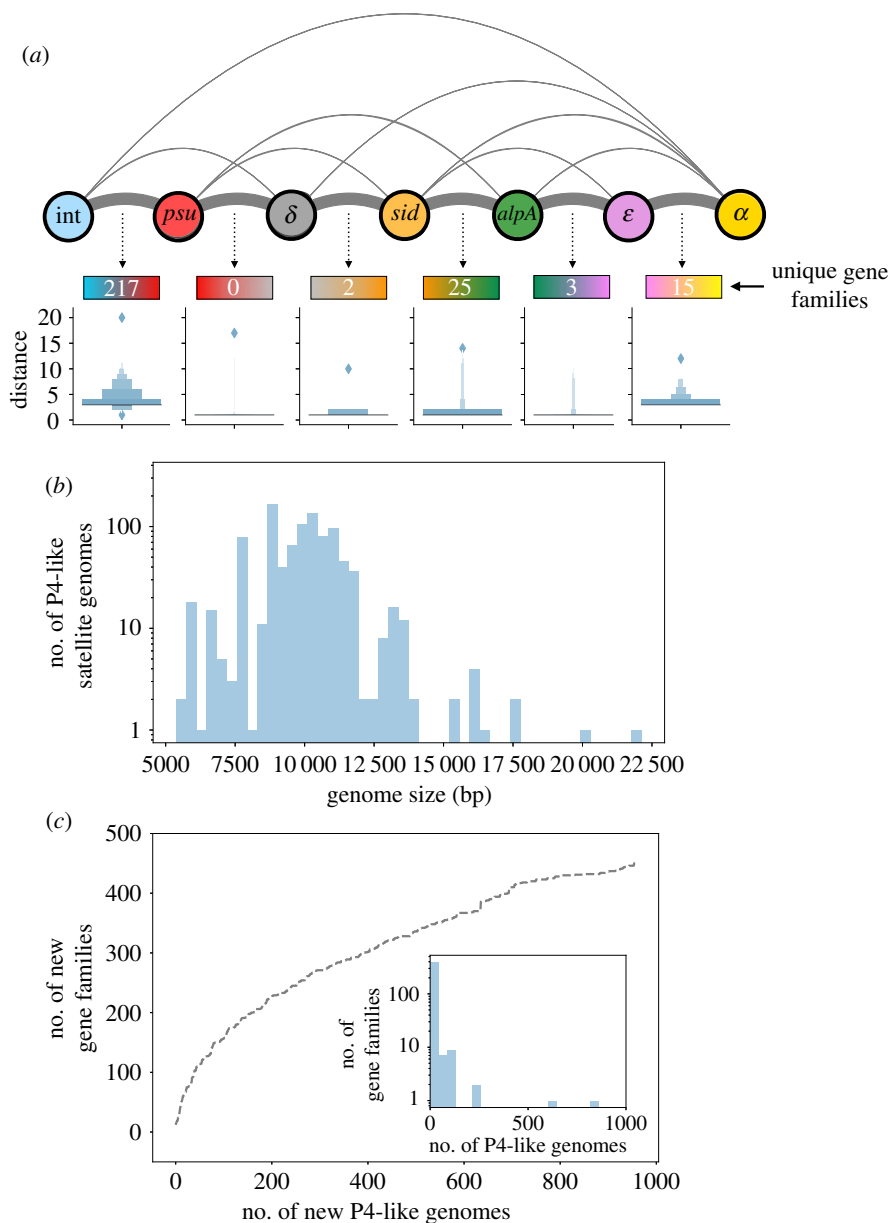 (a)
int
psu
δ
sid
alpA
ε
α
217
0
2
25
3
15
unique gene
families
distance
20
15
10
5
0
(b)
no. of P4-like
satellite genomes
100
10
1
5000
7500
10 000
12 500
15 000
17 500
20 000
22 500
genome size (bp)
(c)
no. of new
gene families
500
400
300
200
100
0
no. of
gene families
100
10
1
0
500
1000
no. of P4-like genomes
0
200
400
600
800
1000
no. of new P4-like genomes